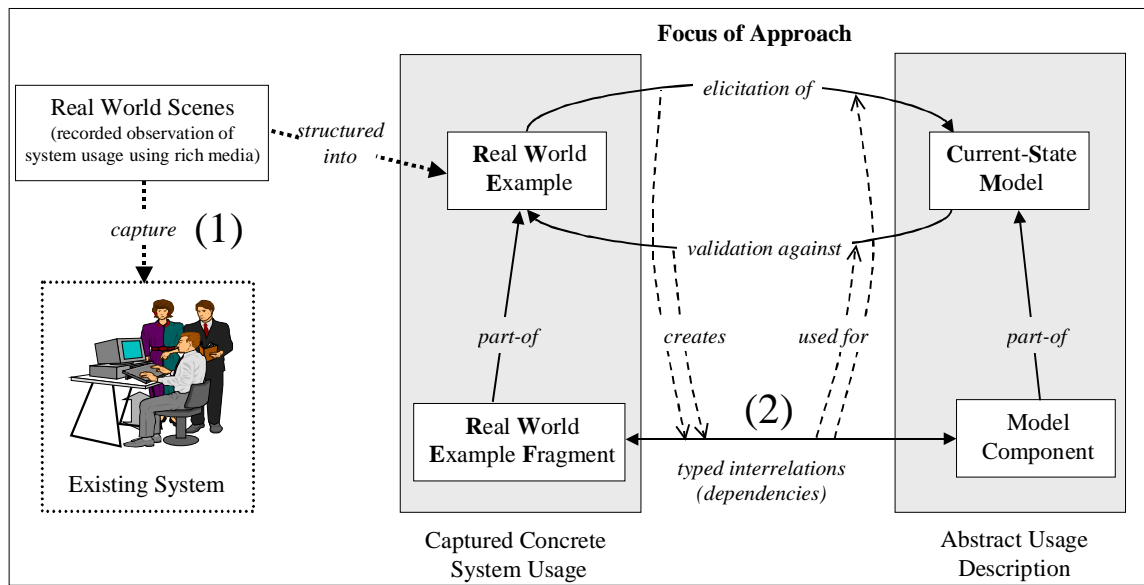 Focus of Approach
Real World Scenes
(recorded observation of
system usage using rich media)
structured
into
elicitation of
Real World
Example
Current-State
Model
capture
(1)
validation against
part-of
creates
used for
part-of
(2)
Real World
Example Fragment
Model
Component
typed interrelations
(dependencies)
Existing System
Captured Concrete
System Usage
Abstract Usage
Description